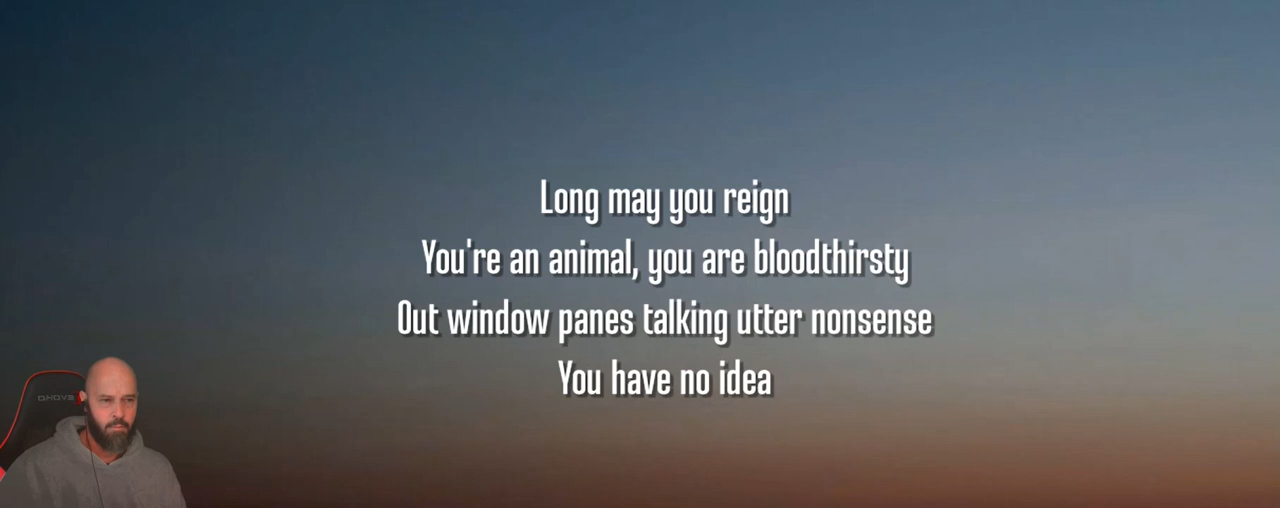 Long may you reign
You're an animal, you are bloodthirsty
Out window panes talking utter nonsense
You have no idea